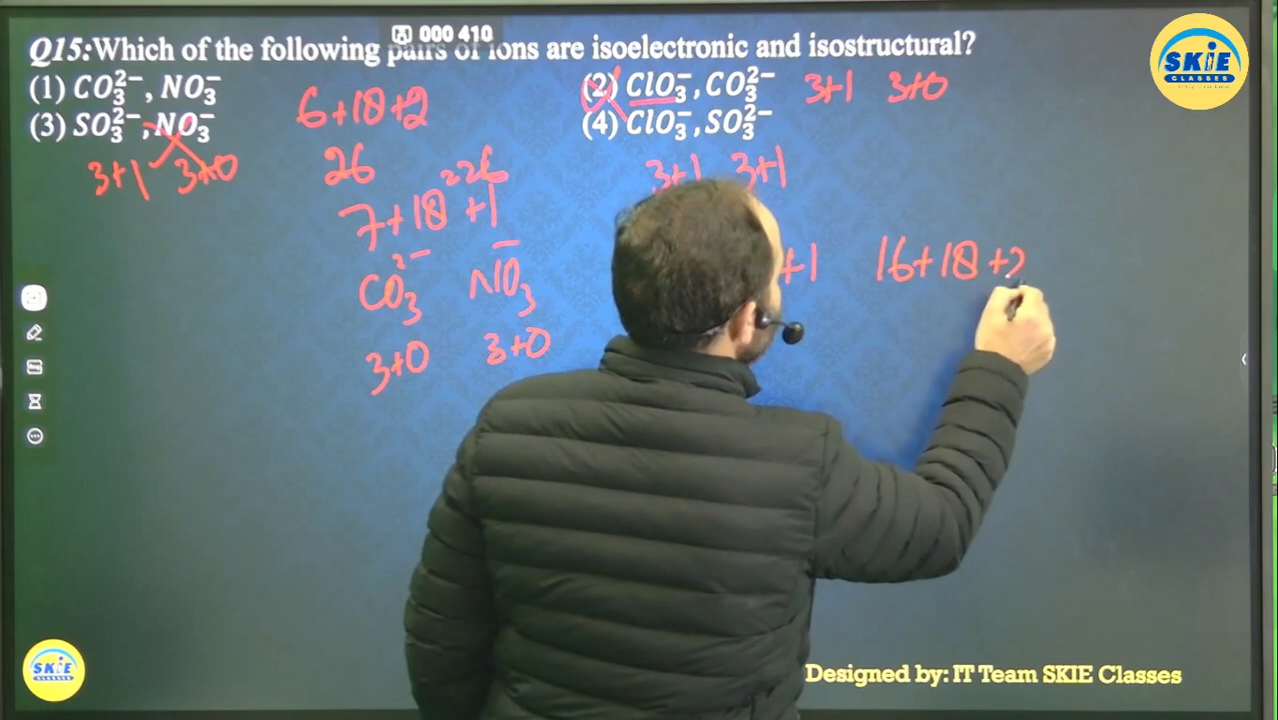 000 410
Q15:Which of the following pairs of ions are isoelectronic and isostructural?
(1) CO₃²⁻, NO₃⁻
(2) ClO₃⁻, CO₃²⁻ 3+1 3+0
(3) SO₃²⁻, NO₃⁻
(4) ClO₃⁻, SO₃²⁻
3+1 3+0
3+1 3+1
6+18+2
26
226
7+18+1
+1 16+18+2
CO₃²⁻ NO₃⁻
3+0 3+0
SKIE
CLASSES
SKIE
CLASSES
Designed by: IT Team SKIE Classes